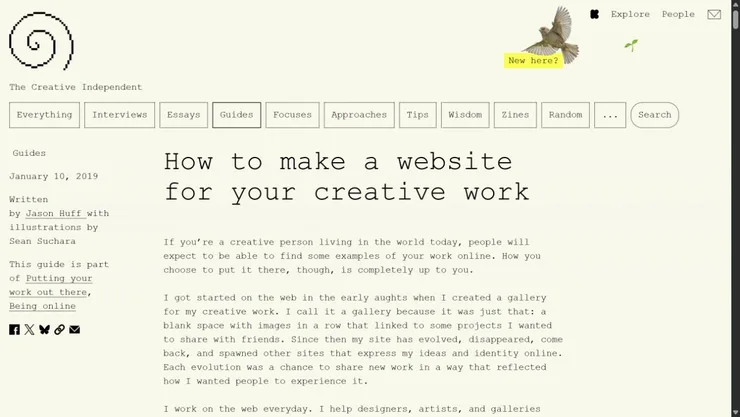 Explore People
New here?
The Creative Independent
Everything Interviews Essays Guides Focuses Approaches Tips Wisdom Zines Random ... Search
Guides
January 10, 2019
Written
by Jason Huff with
illustrations by
Sean Suchara
This guide is part
of Putting your
work out there,
Being online
How to make a website
for your creative work
If you’re a creative person living in the world today, people will
expect to be able to find some examples of your work online. How you
choose to put it there, though, is completely up to you.
I got started on the web in the early aughts when I created a gallery
for my creative work. I call it a gallery because it was just that: a
blank space with images in a row that linked to some projects I wanted
to share with friends. Since then my site has evolved, disappeared, come
back, and spawned other sites that express my ideas and identity online.
Each evolution was a chance to share new work in a way that reflected
how I wanted people to experience it.
I work on the web everyday. I help designers, artists, and galleries